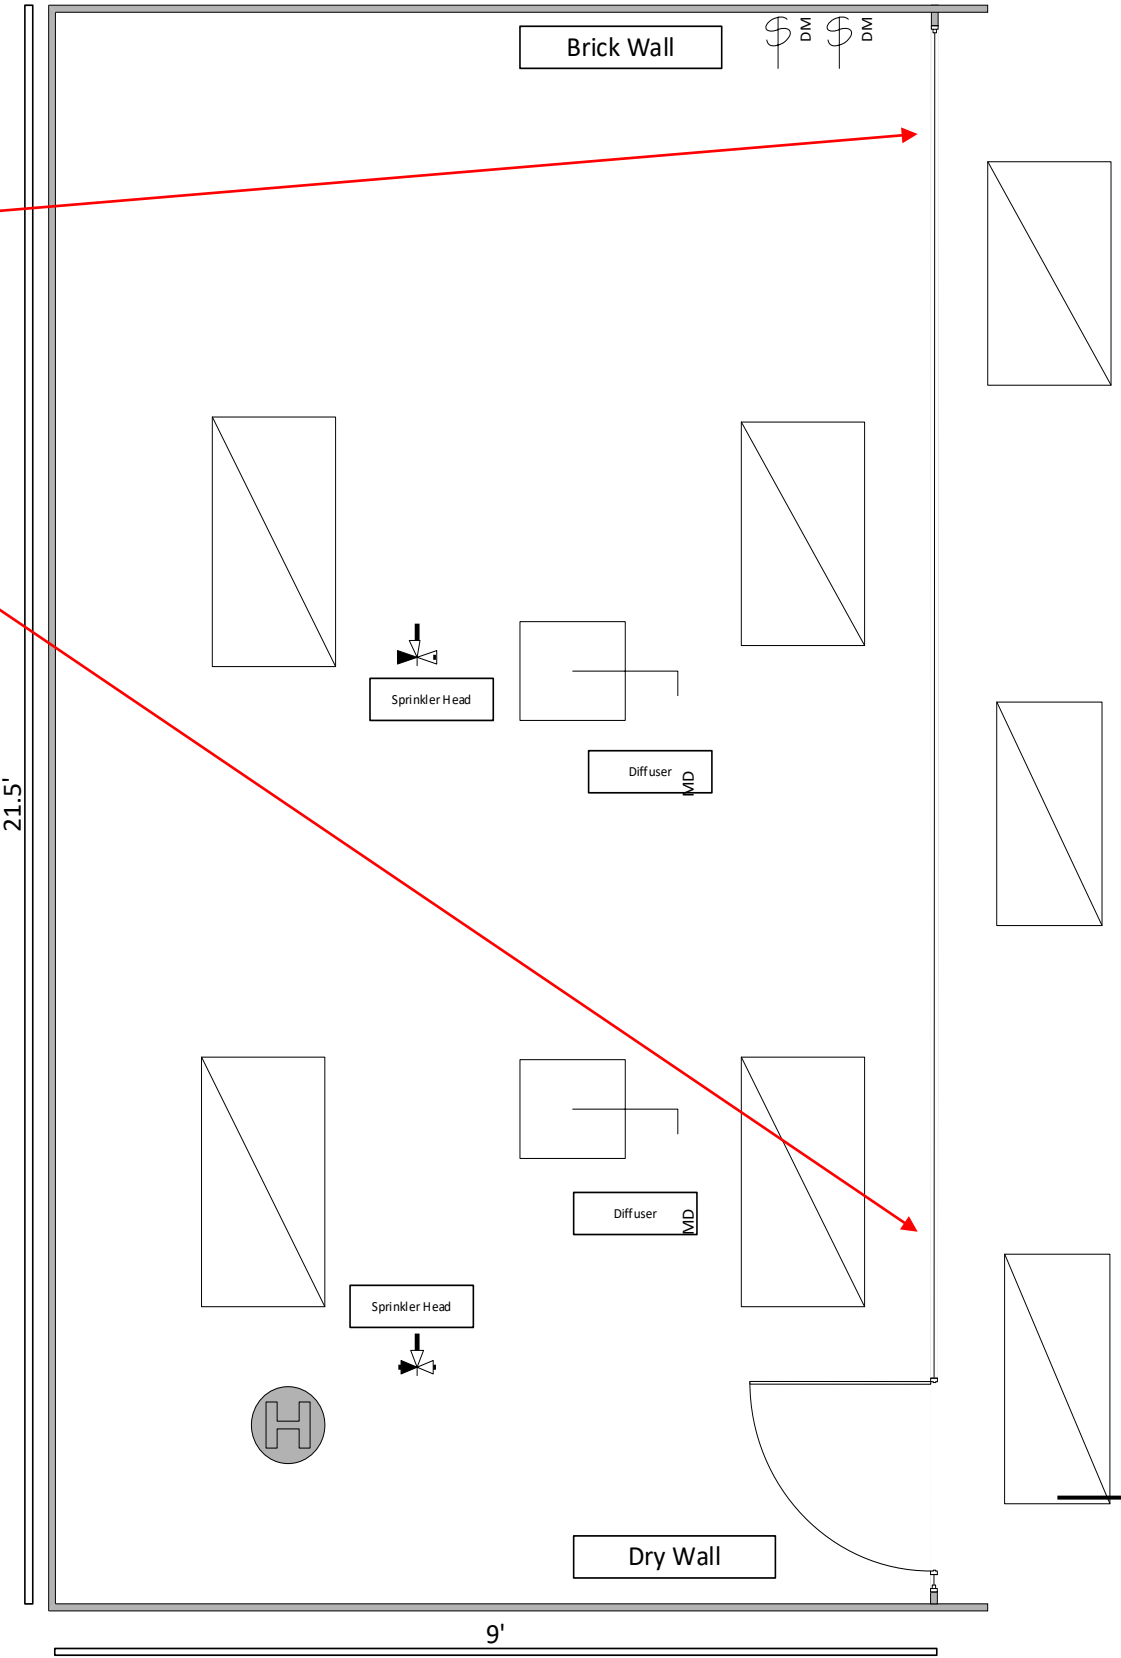 Brick Wall
DM
DM
Sprinkler Head
Diffuser
MD
21.5'
Diffuser
MD
Sprinkler Head
H
Dry Wall
9'